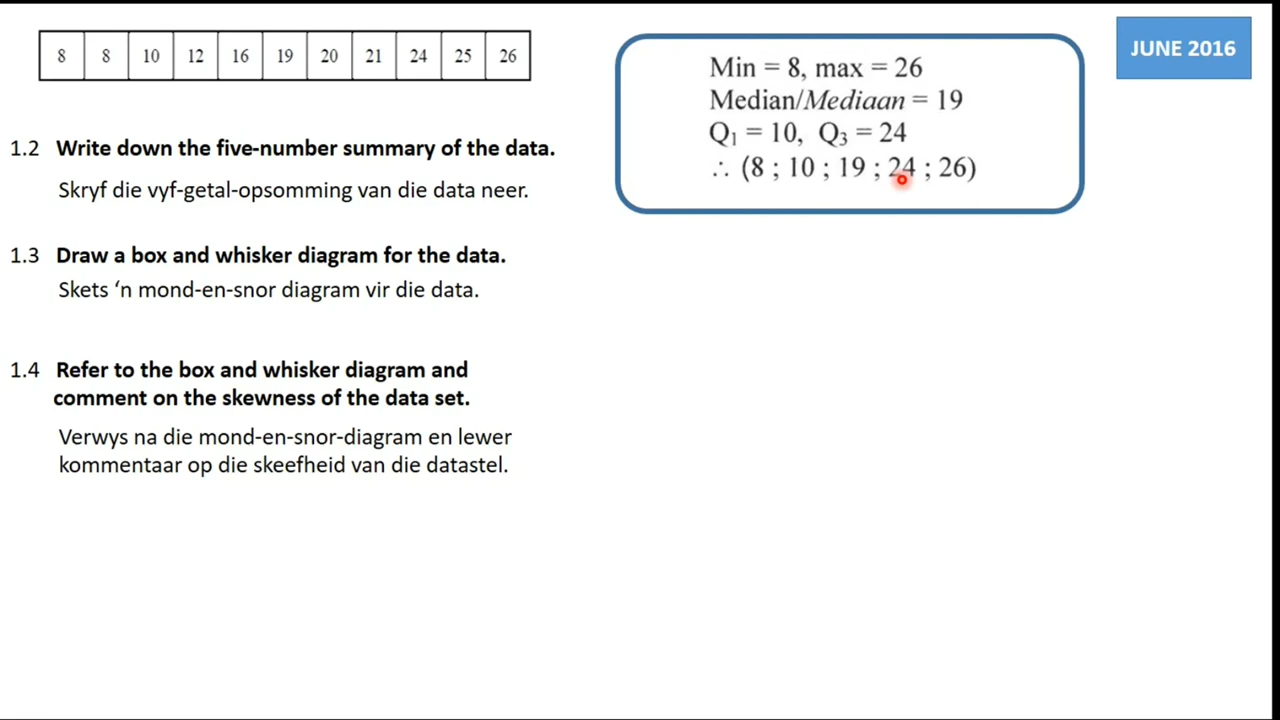 8 8 10 12 16 19 20 21 24 25 26
JUNE 2016
Min = 8, max = 26
Median/Mediaan = 19
Q₁ = 10, Q₃ = 24
∴ (8 ; 10 ; 19 ; 24 ; 26)
1.2 Write down the five-number summary of the data.
Skryf die vyf-getal-opsomming van die data neer.
1.3 Draw a box and whisker diagram for the data.
Skets ‘n mond-en-snor diagram vir die data.
1.4 Refer to the box and whisker diagram and
comment on the skewness of the data set.
Verwys na die mond-en-snor-diagram en lewer
kommentaar op die skeefheid van die datastel.